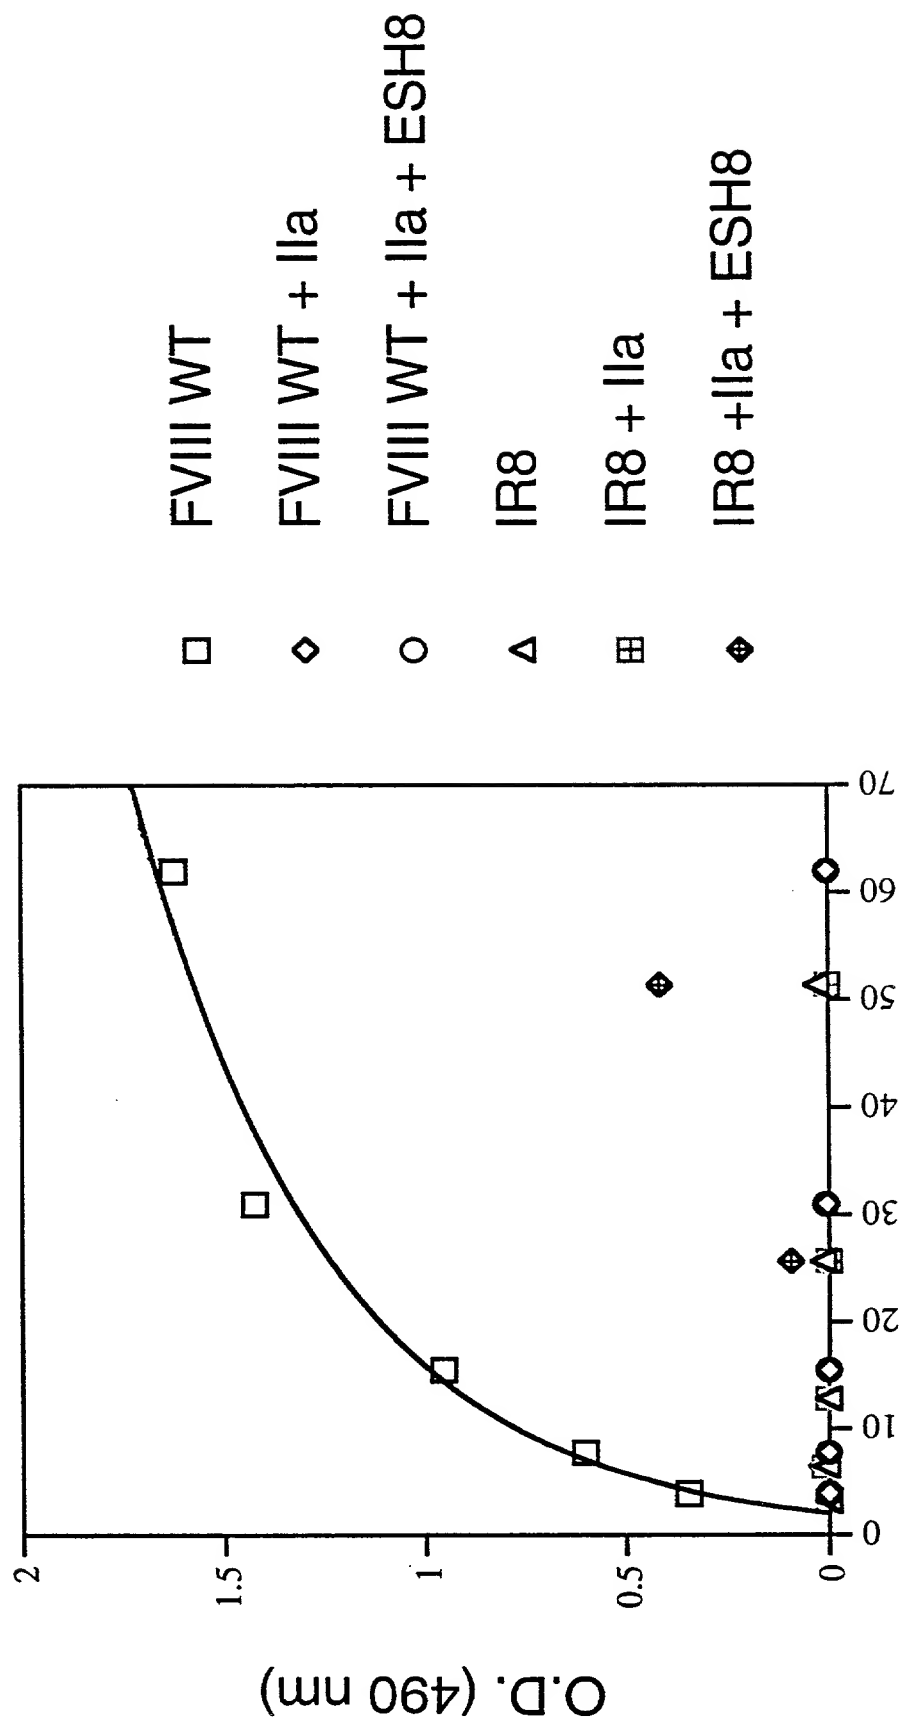 FVIII WT
FVIII WT + IIa
FVIII WT + IIa + ESH8
IR8
IR8 + IIa
IR8 +IIa + ESH8
2
1.5
1
0.5
0
0
10
20
30
40
50
60
70
O.D. (490 nm)